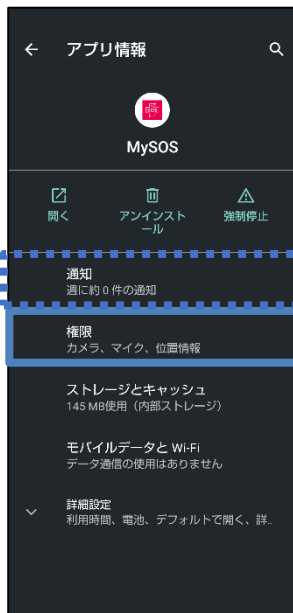 アプリ情報
MySOS
開く
アンインスト
ール
強制停止
通知
週に約 0 件の通知
権限
カメラ、マイク、位置情報
ストレージとキャッシュ
145 MB使用（内部ストレージ）
モバイルデータと Wi-Fi
データ通信の使用はありません
詳細設定
利用時間、電池、デフォルトで開く、詳..